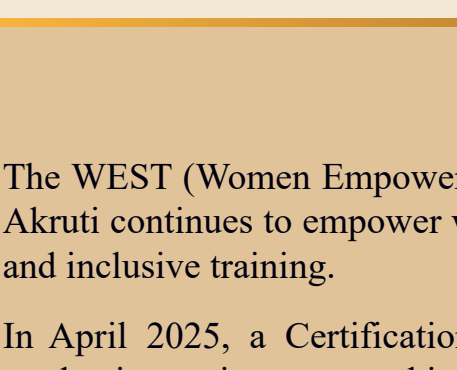 The WEST (Women Empower
Akruti continues to empower
and inclusive training.
In April 2025, a Certification